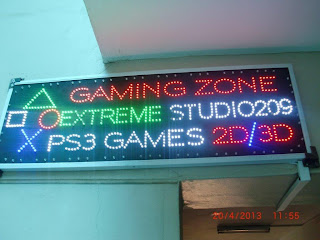 GAMING ZONE
EXTREME STUDIO209
PS3 GAMES 2D/3D
20/4/2013 11:55